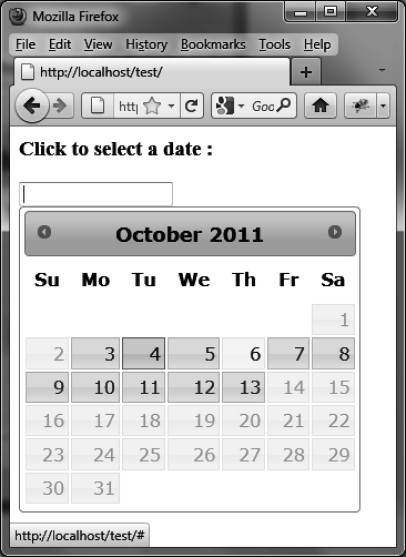 Mozilla Firefox
File Edit View History Bookmarks Tools Help
http://localhost/test/
Click to select a date :
October 2011
Su Mo Tu We Th Fr Sa
1
2 3 4 5 6 7 8
9 10 11 12 13 14 15
16 17 18 19 20 21 22
23 24 25 26 27 28 29
30 31
http://localhost/test/#